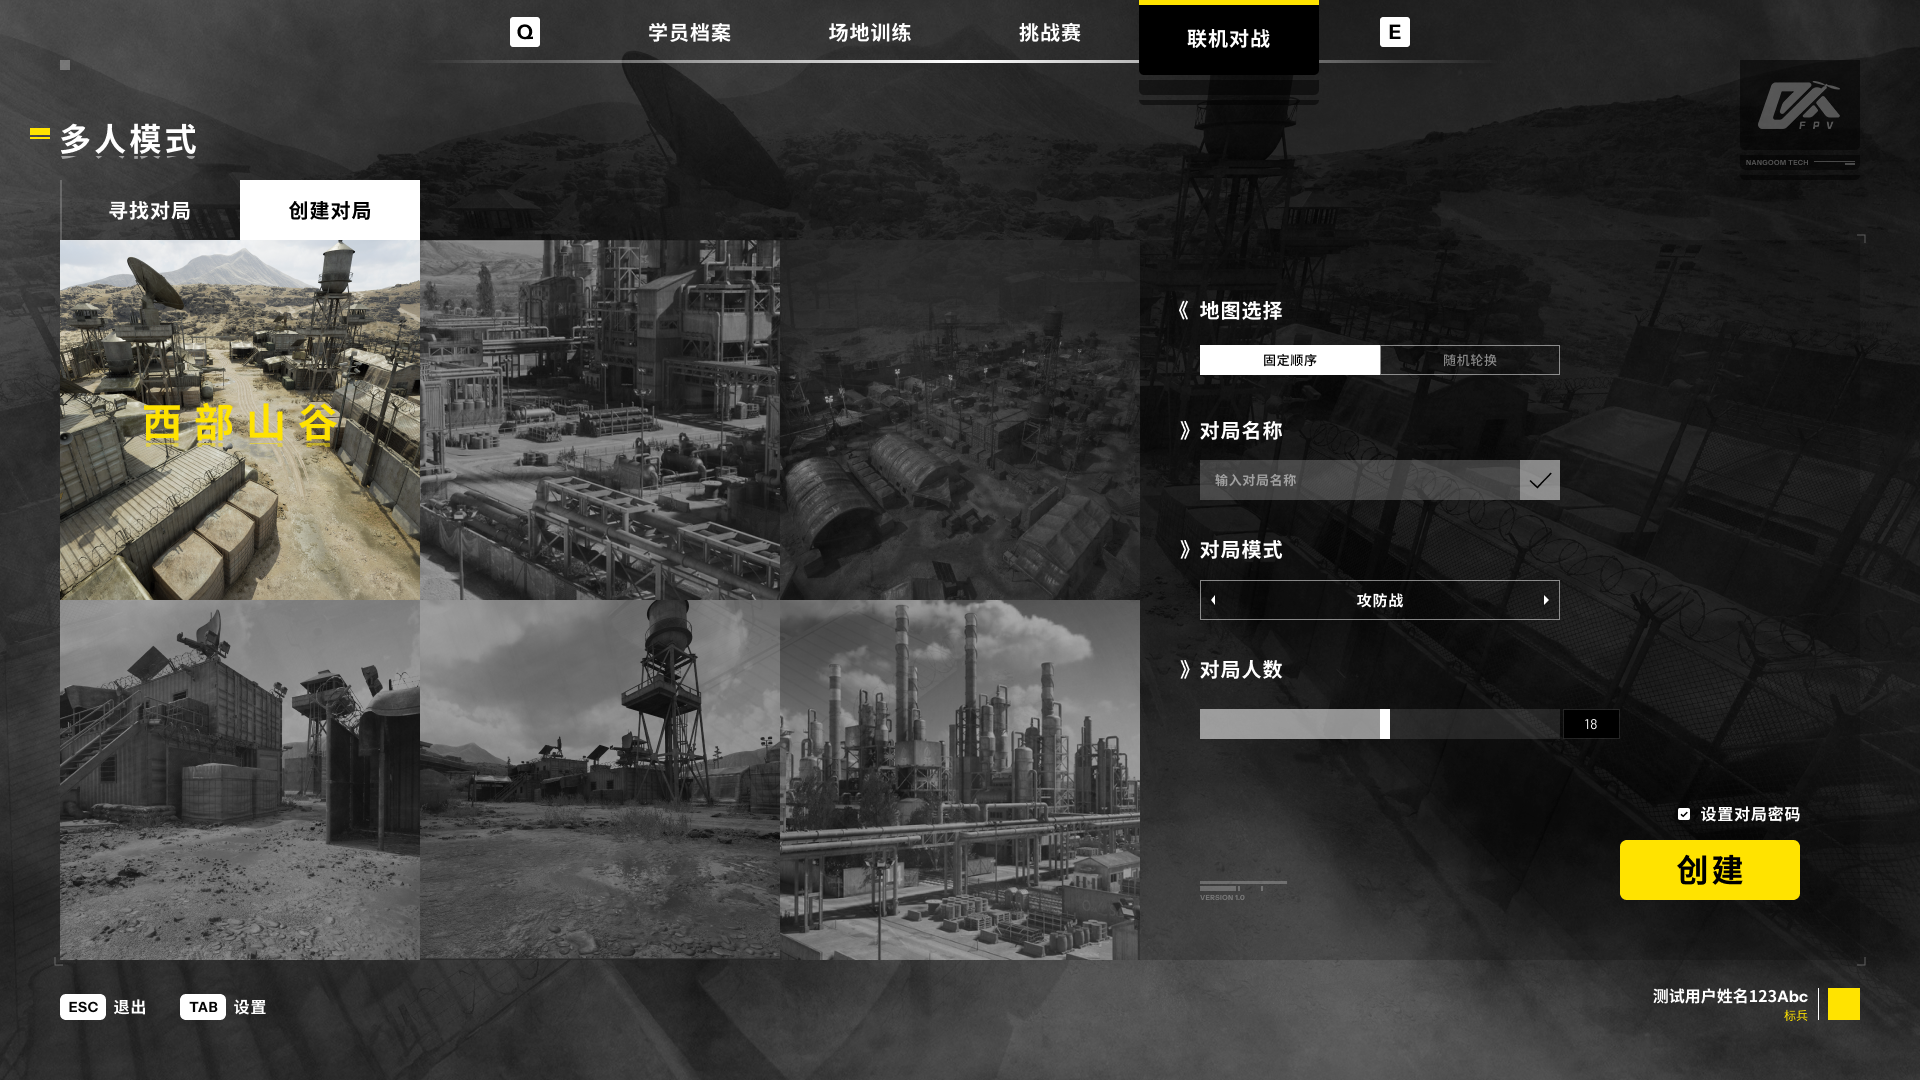 Q
学员档案
场地训练
挑战赛
联机对战
E
FPV
NANGOOM TECH
多人模式
寻找对局
创建对局
西部山谷
《 地图选择
固定顺序
随机轮换
》 对局名称
输入对局名称
》 对局模式
攻防战
》 对局人数
18
设置对局密码
创建
VERSION 1.0
ESC 退出
TAB 设置
测试用户姓名123Abc
标兵